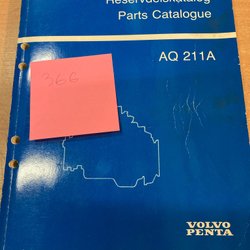 Reservdelskatalog
Parts Catalogue
AQ 211A
366
VOLVO
PENTA